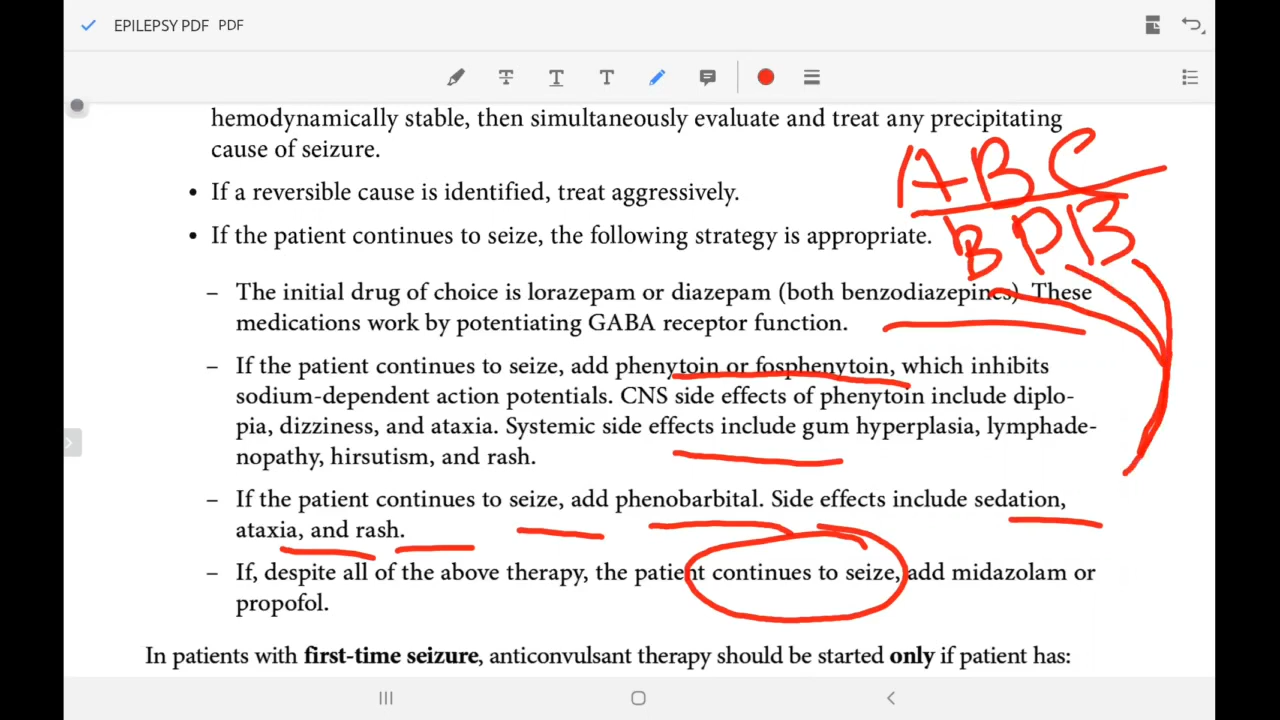 EPILEPSY PDF PDF
hemodynamically stable, then simultaneously evaluate and treat any precipitating
cause of seizure.
A B C
• If a reversible cause is identified, treat aggressively.
B P B
• If the patient continues to seize, the following strategy is appropriate.
– The initial drug of choice is lorazepam or diazepam (both benzodiazepines). These
medications work by potentiating GABA receptor function.
– If the patient continues to seize, add phenytoin or fosphenytoin, which inhibits
sodium-dependent action potentials. CNS side effects of phenytoin include diplo-
pia, dizziness, and ataxia. Systemic side effects include gum hyperplasia, lymphade-
nopathy, hirsutism, and rash.
– If the patient continues to seize, add phenobarbital. Side effects include sedation,
ataxia, and rash.
– If, despite all of the above therapy, the patient continues to seize, add midazolam or
propofol.
In patients with first-time seizure, anticonvulsant therapy should be started only if patient has: